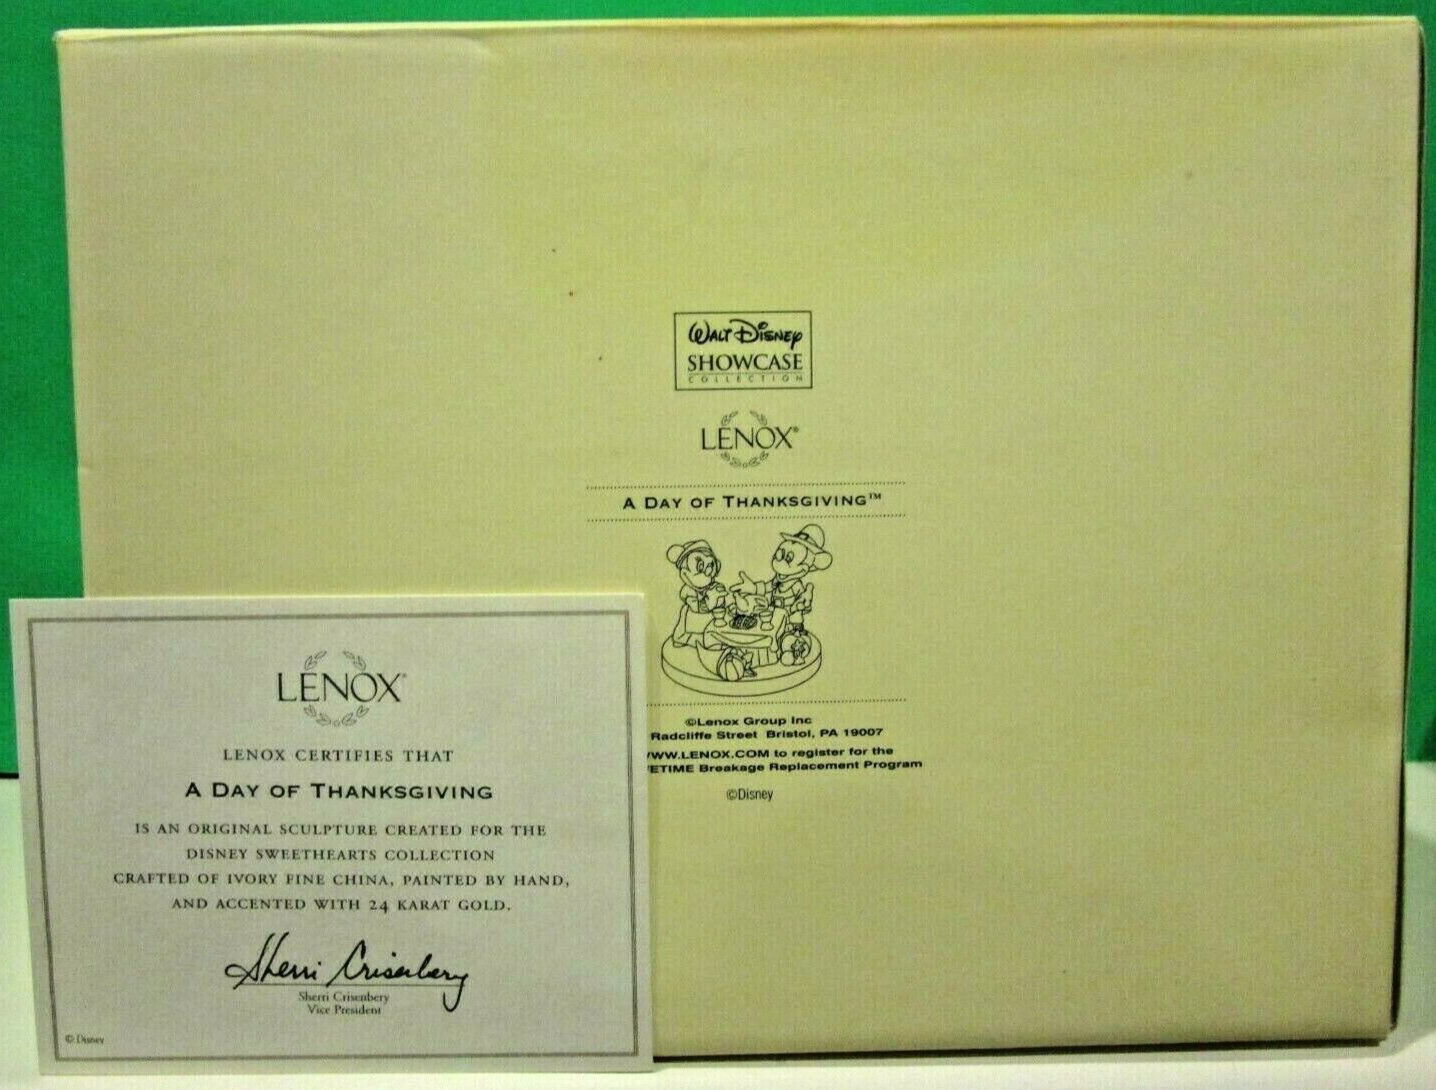 WALT DISNEY
SHOWCASE
COLLECTION
LENOX®
A DAY OF THANKSGIVING™
©Lenox Group Inc
Radcliffe Street Bristol, PA 19007
WWW.LENOX.COM to register for the
ETIME Breakage Replacement Program
©Disney
LENOX®
LENOX CERTIFIES THAT
A DAY OF THANKSGIVING
IS AN ORIGINAL SCULPTURE CREATED FOR THE
DISNEY SWEETHEARTS COLLECTION
CRAFTED OF IVORY FINE CHINA, PAINTED BY HAND,
AND ACCENTED WITH 24 KARAT GOLD.
Sherri Crisenbery
Sherri Crisenbery
Vice President
© Disney